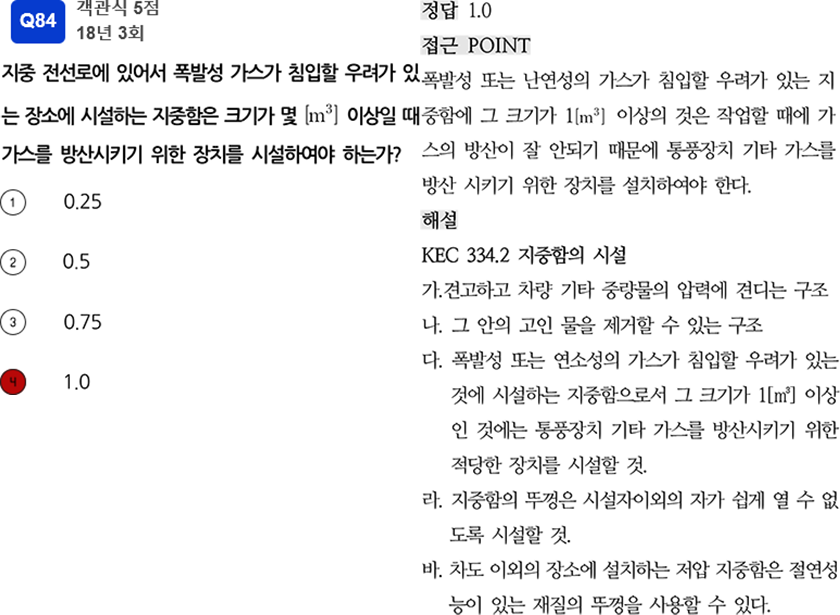 Q84
객관식 5점
18년 3회
지중 전선로에 있어서 폭발성 가스가 침입할 우려가 있
는 장소에 시설하는 지중함은 크기가 몇 [m³] 이상일 때
가스를 방산시키기 위한 장치를 시설하여야 하는가?
1 0.25
2 0.5
3 0.75
4 1.0
정답 1.0
접근 POINT
폭발성 또는 난연성의 가스가 침입할 우려가 있는 지
중함에 그 크기가 1[m³] 이상의 것은 작업할 때에 가
스의 방산이 잘 안되기 때문에 통풍장치 기타 가스를
방산 시키기 위한 장치를 설치하여야 한다.
해설
KEC 334.2 지중함의 시설
가.견고하고 차량 기타 중량물의 압력에 견디는 구조
나. 그 안의 고인 물을 제거할 수 있는 구조
다. 폭발성 또는 연소성의 가스가 침입할 우려가 있는
것에 시설하는 지중함으로서 그 크기가 1[㎥] 이상
인 것에는 통풍장치 기타 가스를 방산시키기 위한
적당한 장치를 시설할 것.
라. 지중함의 뚜껑은 시설자이외의 자가 쉽게 열 수 없
도록 시설할 것.
바. 차도 이외의 장소에 설치하는 저압 지중함은 절연성
능이 있는 재질의 뚜껑을 사용할 수 있다.